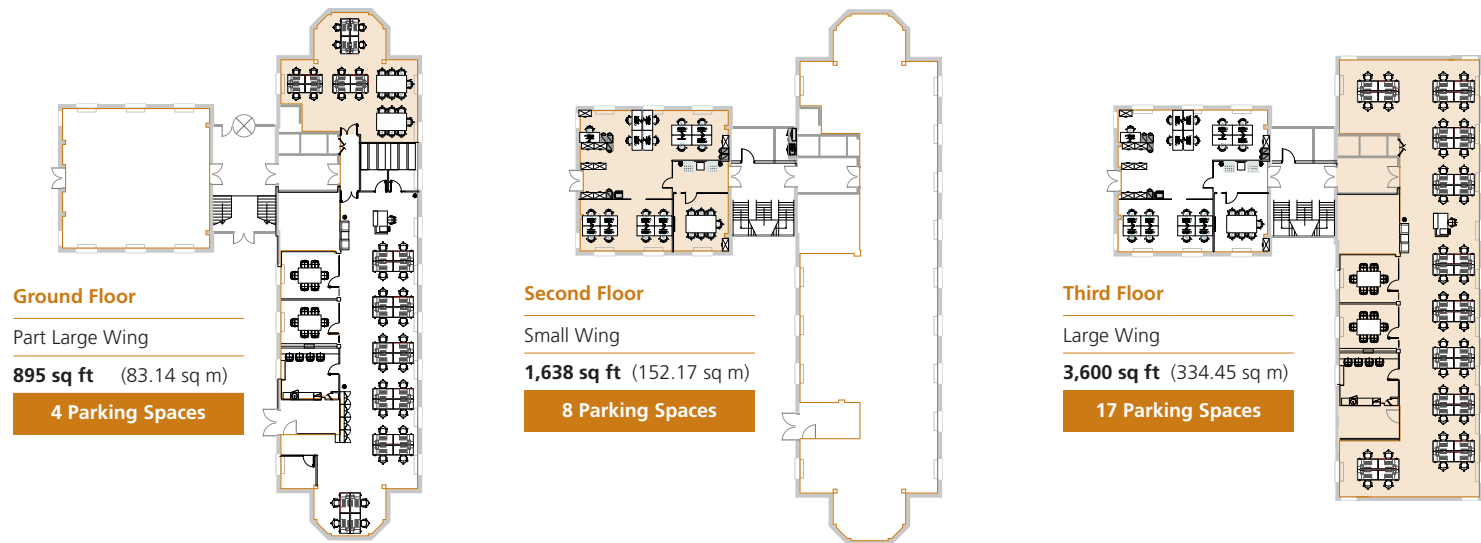 Ground Floor
Part Large Wing
895 sq ft (83.14 sq m)
4 Parking Spaces
Second Floor
Small Wing
1,638 sq ft (152.17 sq m)
8 Parking Spaces
Third Floor
Large Wing
3,600 sq ft (334.45 sq m)
17 Parking Spaces